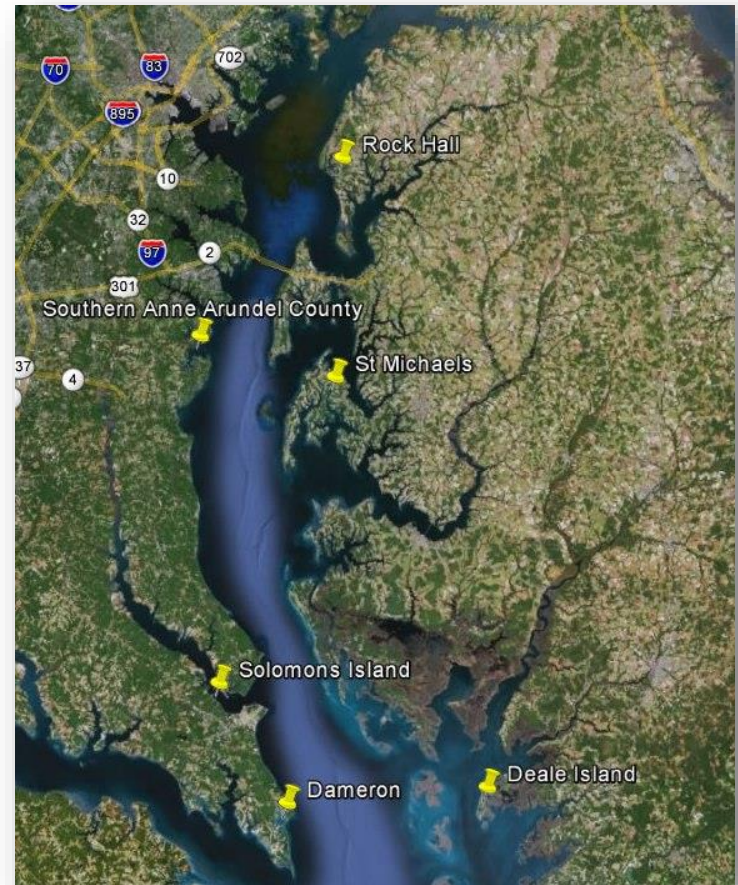 702
70
83
895
Rock Hall
10
32
97
2
301
Southern Anne Arundel County
St Michaels
37
4
Solomons Island
Deale Island
Dameron